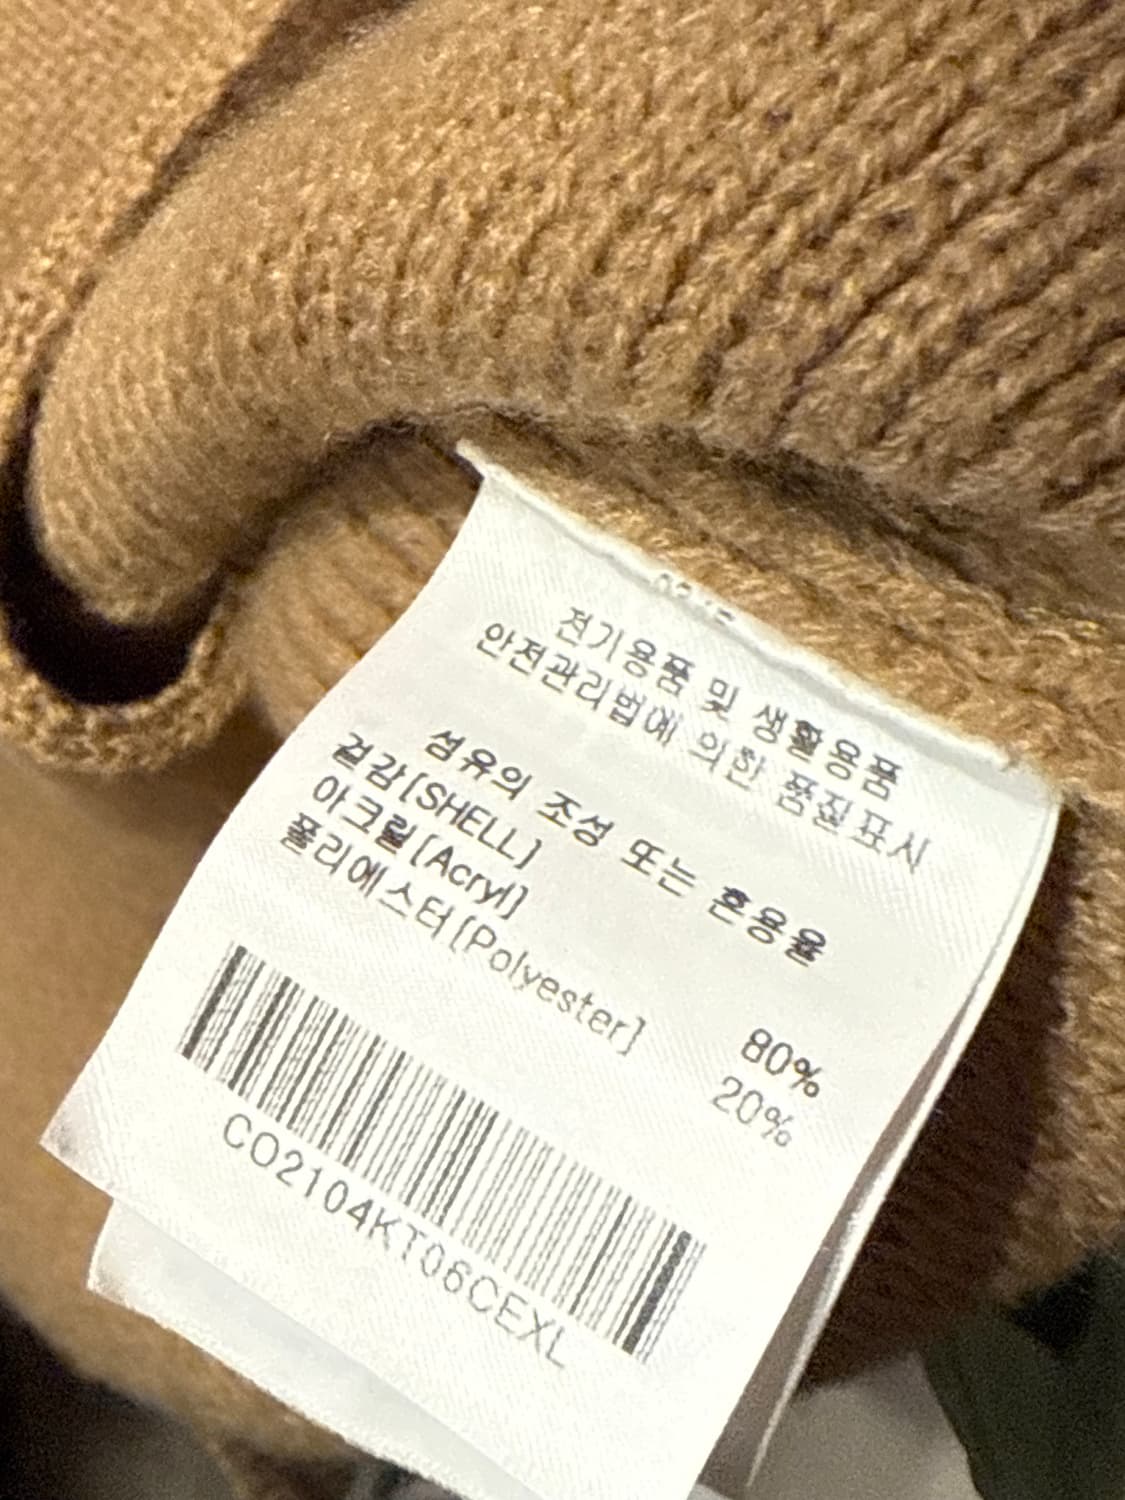 전기용품 및 생활용품
안전관리법에 의한 품질표시
섬유의 조성 또는 혼용율
겉감[SHELL]
아크릴[Acryl] 80%
폴리에스터[Polyester] 20%
CO2104KT06CEXL